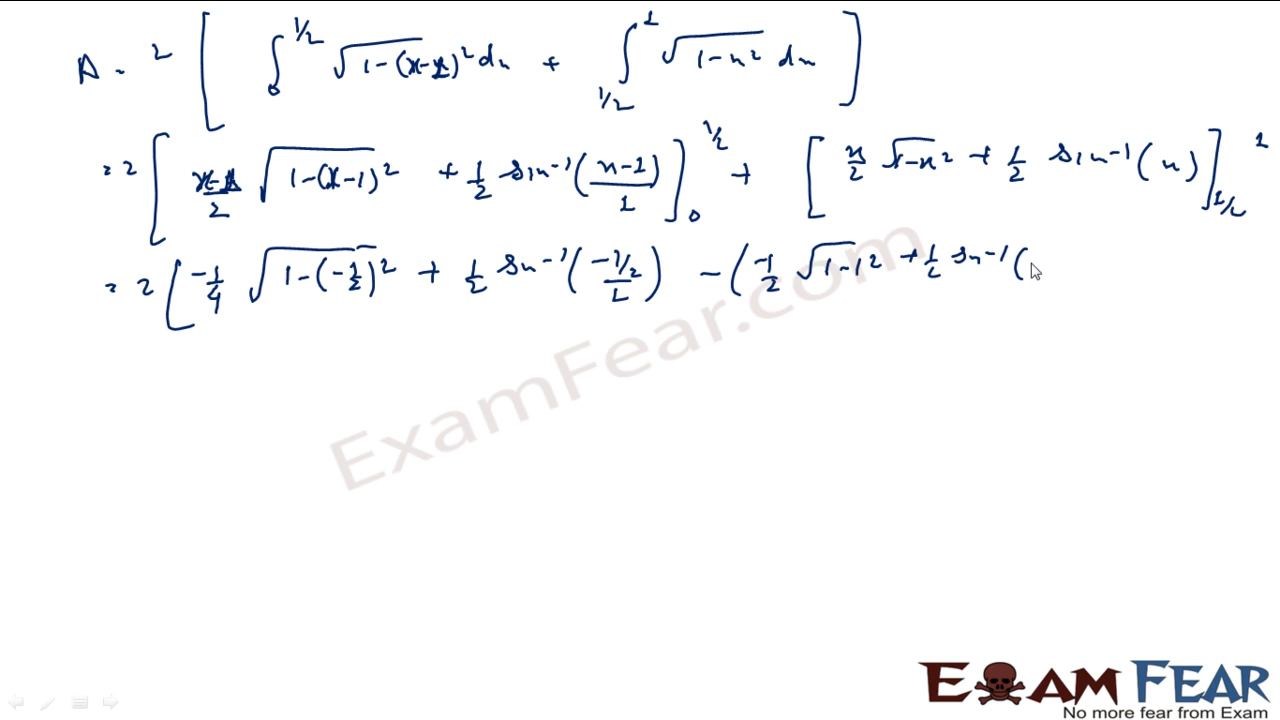 A = 2 [ ∫₀^{1/2} √(1-(x-1)²) dx + ∫_{1/2}^1 √(1-x²) dx ]
= 2 [ (x-1)/2 √(1-(x-1)²) + 1/2 sin⁻¹((x-1)/1) ]₀^{1/2} + [ x/2 √(1-x²) + 1/2 sin⁻¹(x) ]_{1/2}^1
= 2 [ -1/4 √(1-(-1/2)²) + 1/2 sin⁻¹((-1/2)/1) - ( -1/2 √(1-1²) + 1/2 sin⁻¹(
ExamFear.com
EXAM FEAR
No more fear from Exam